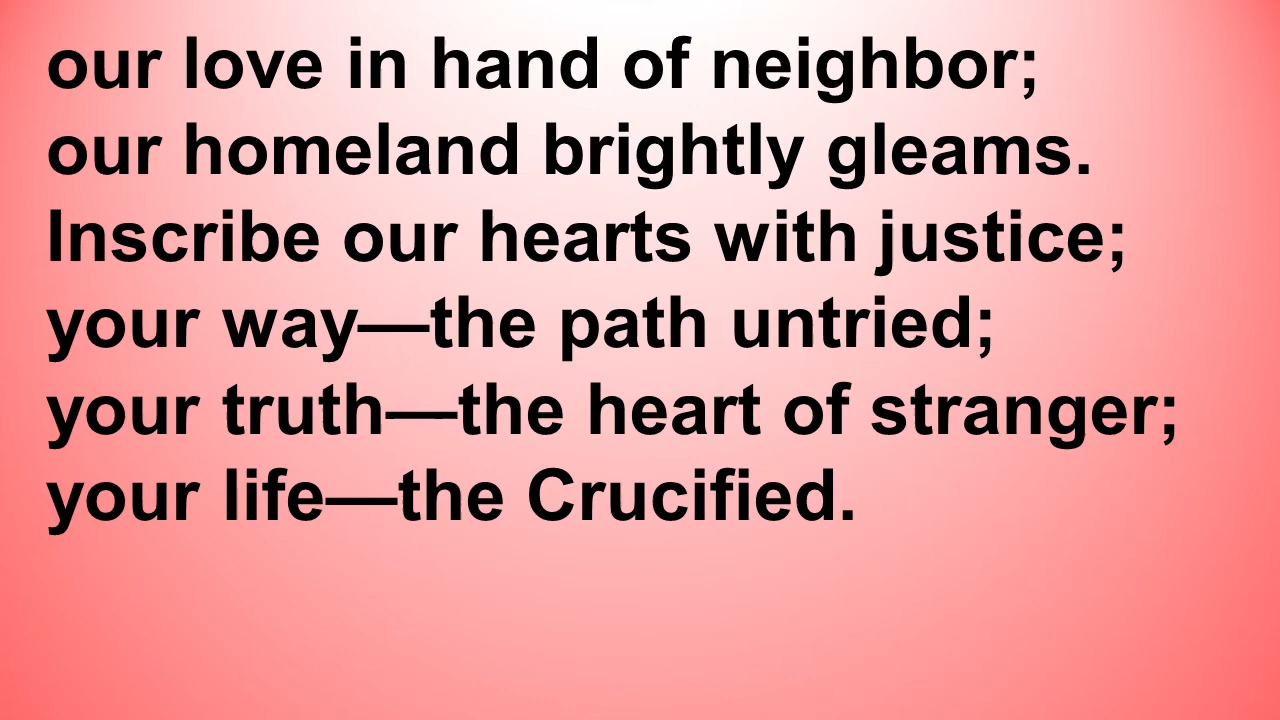 our love in hand of neighbor;
our homeland brightly gleams.
Inscribe our hearts with justice;
your way—the path untried;
your truth—the heart of stranger;
your life—the Crucified.